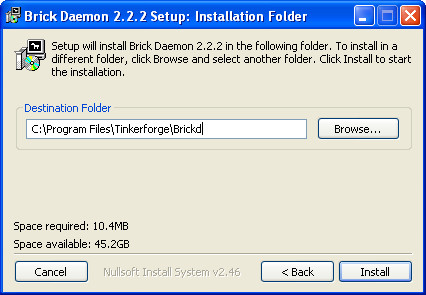 Brick Daemon 2.2.2 Setup: Installation Folder
Setup will install Brick Daemon 2.2.2 in the following folder. To install in a
different folder, click Browse and select another folder. Click Install to start
the installation.
Destination Folder
C:\Program Files\Tinkerforge\Brickd
Browse...
Space required: 10.4MB
Space available: 45.2GB
Cancel
Nullsoft Install System v2.46
< Back
Install